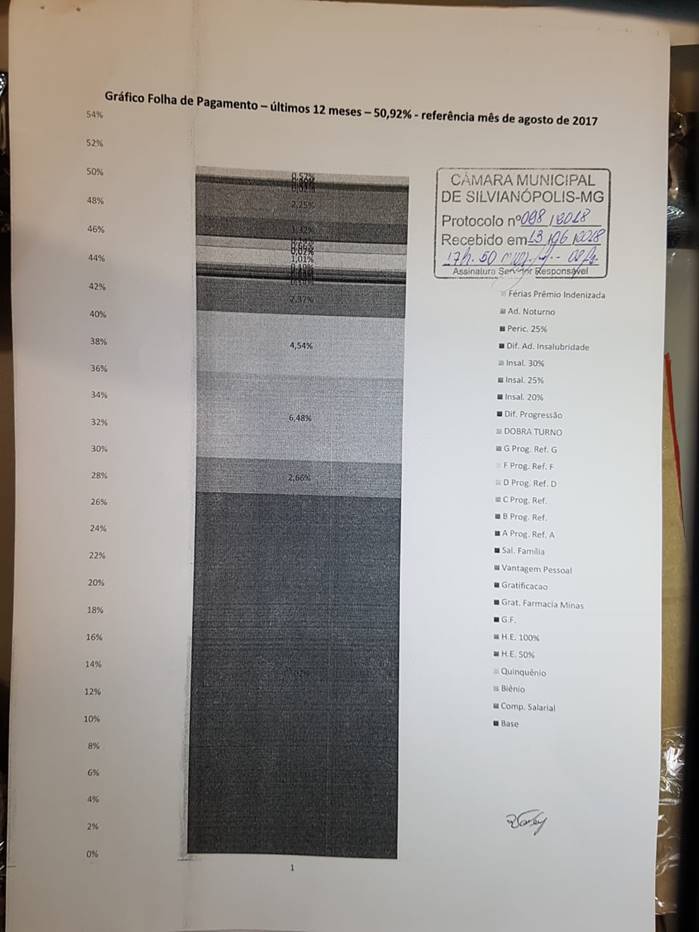 Gráfico Folha de Pagamento – últimos 12 meses – 50,92% - referência mês de agosto de 2017
54%
52%
50%
48%
46%
44%
42%
40%
38%
36%
34%
32%
30%
28%
26%
24%
22%
20%
18%
16%
14%
12%
10%
8%
6%
4%
2%
0%
2,25%
1,01%
2,37%
4,54%
6,48%
2,66%
1
CÂMARA MUNICIPAL
DE SILVIANÓPOLIS-MG
Protocolo nº 098
Recebido em 13/06/2018
17h.50
Assinatura Servidor Responsável
Férias Prêmio Indenizada
Ad. Noturno
Peric. 25%
Dif. Ad. Insalubridade
Insal. 30%
Insal. 25%
Insal. 20%
Dif. Progressão
DOBRA TURNO
G Prog. Ref. G
F Prog. Ref. F
D Prog. Ref. D
C Prog. Ref.
B Prog. Ref.
A Prog. Ref. A
Sal. Família
Vantagem Pessoal
Gratificacao
Grat. Farmacia Minas
G.F.
H.E. 100%
H.E. 50%
Quinquênio
Biênio
Comp. Salarial
Base